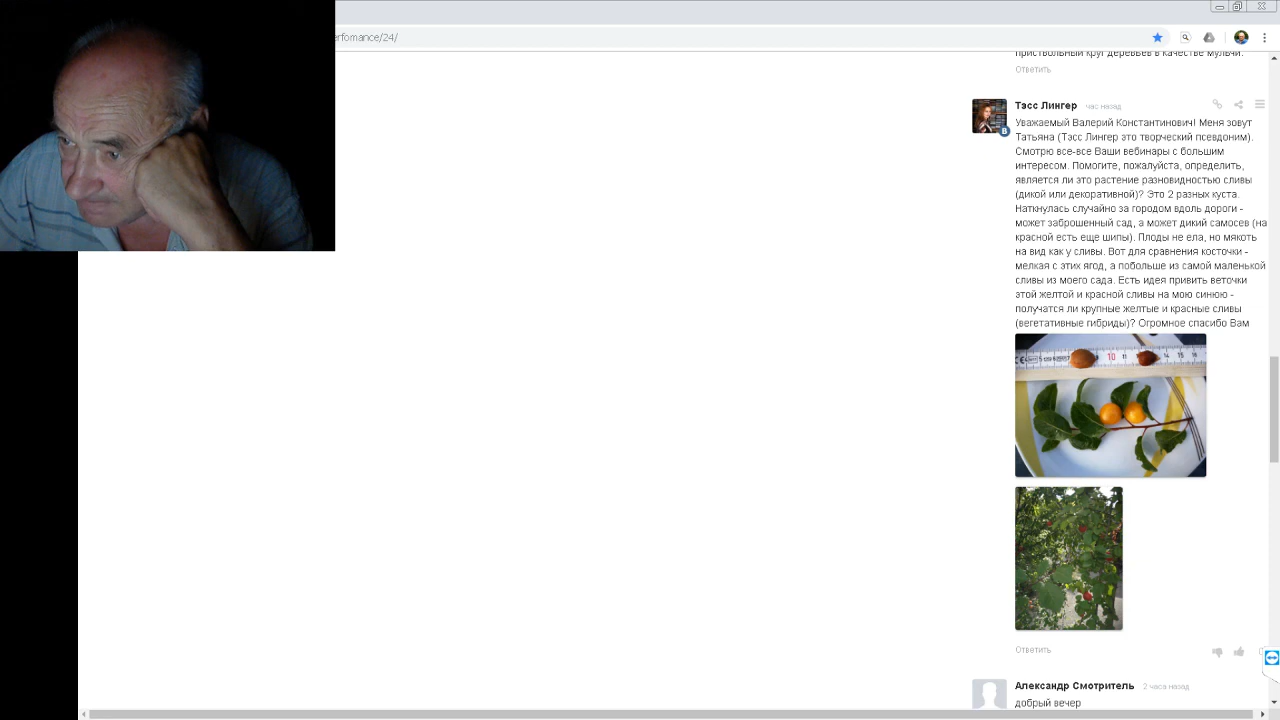 erfomance/24/
приствольный круг деревьев в качестве мульчи.
Ответить
Тэсс Лингер час назад
Уважаемый Валерий Константинович! Меня зовут
Татьяна (Тэсс Лингер это творческий псевдоним).
Смотрю все-все Ваши вебинары с большим
интересом. Помогите, пожалуйста, определить,
является ли это растение разновидностью сливы
(дикой или декоративной)? Это 2 разных куста.
Наткнулась случайно за городом вдоль дороги -
может заброшенный сад, а может дикий самосев (на
красной есть еще шипы). Плоды не ела, но мякоть
на вид как у сливы. Вот для сравнения косточки -
мелкая с этих ягод, а побольше из самой маленькой
сливы из моего сада. Есть идея привить веточки
этой желтой и красной сливы на мою синюю -
получатся ли крупные желтые и красные сливы
(вегетативные гибриды)? Огромное спасибо Вам
10 11 14 15 16
Ответить
Александр Смотритель 2 часа назад
добрый вечер